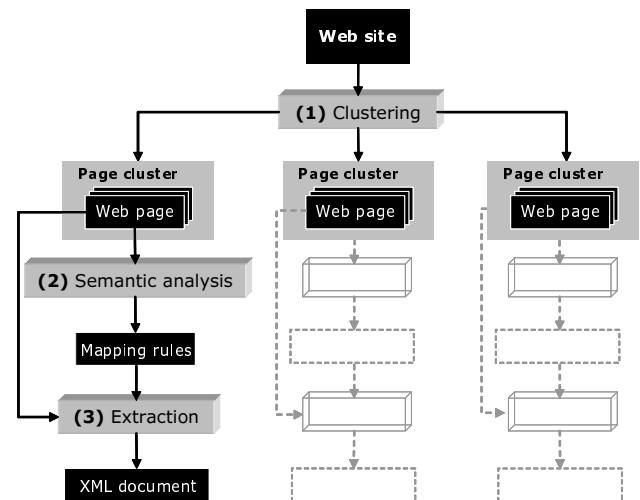 Web site
(1) Clustering
Page cluster
Web page
Page cluster
Web page
Page cluster
Web page
(2) Semantic analysis
Mapping rules
(3) Extraction
XML document